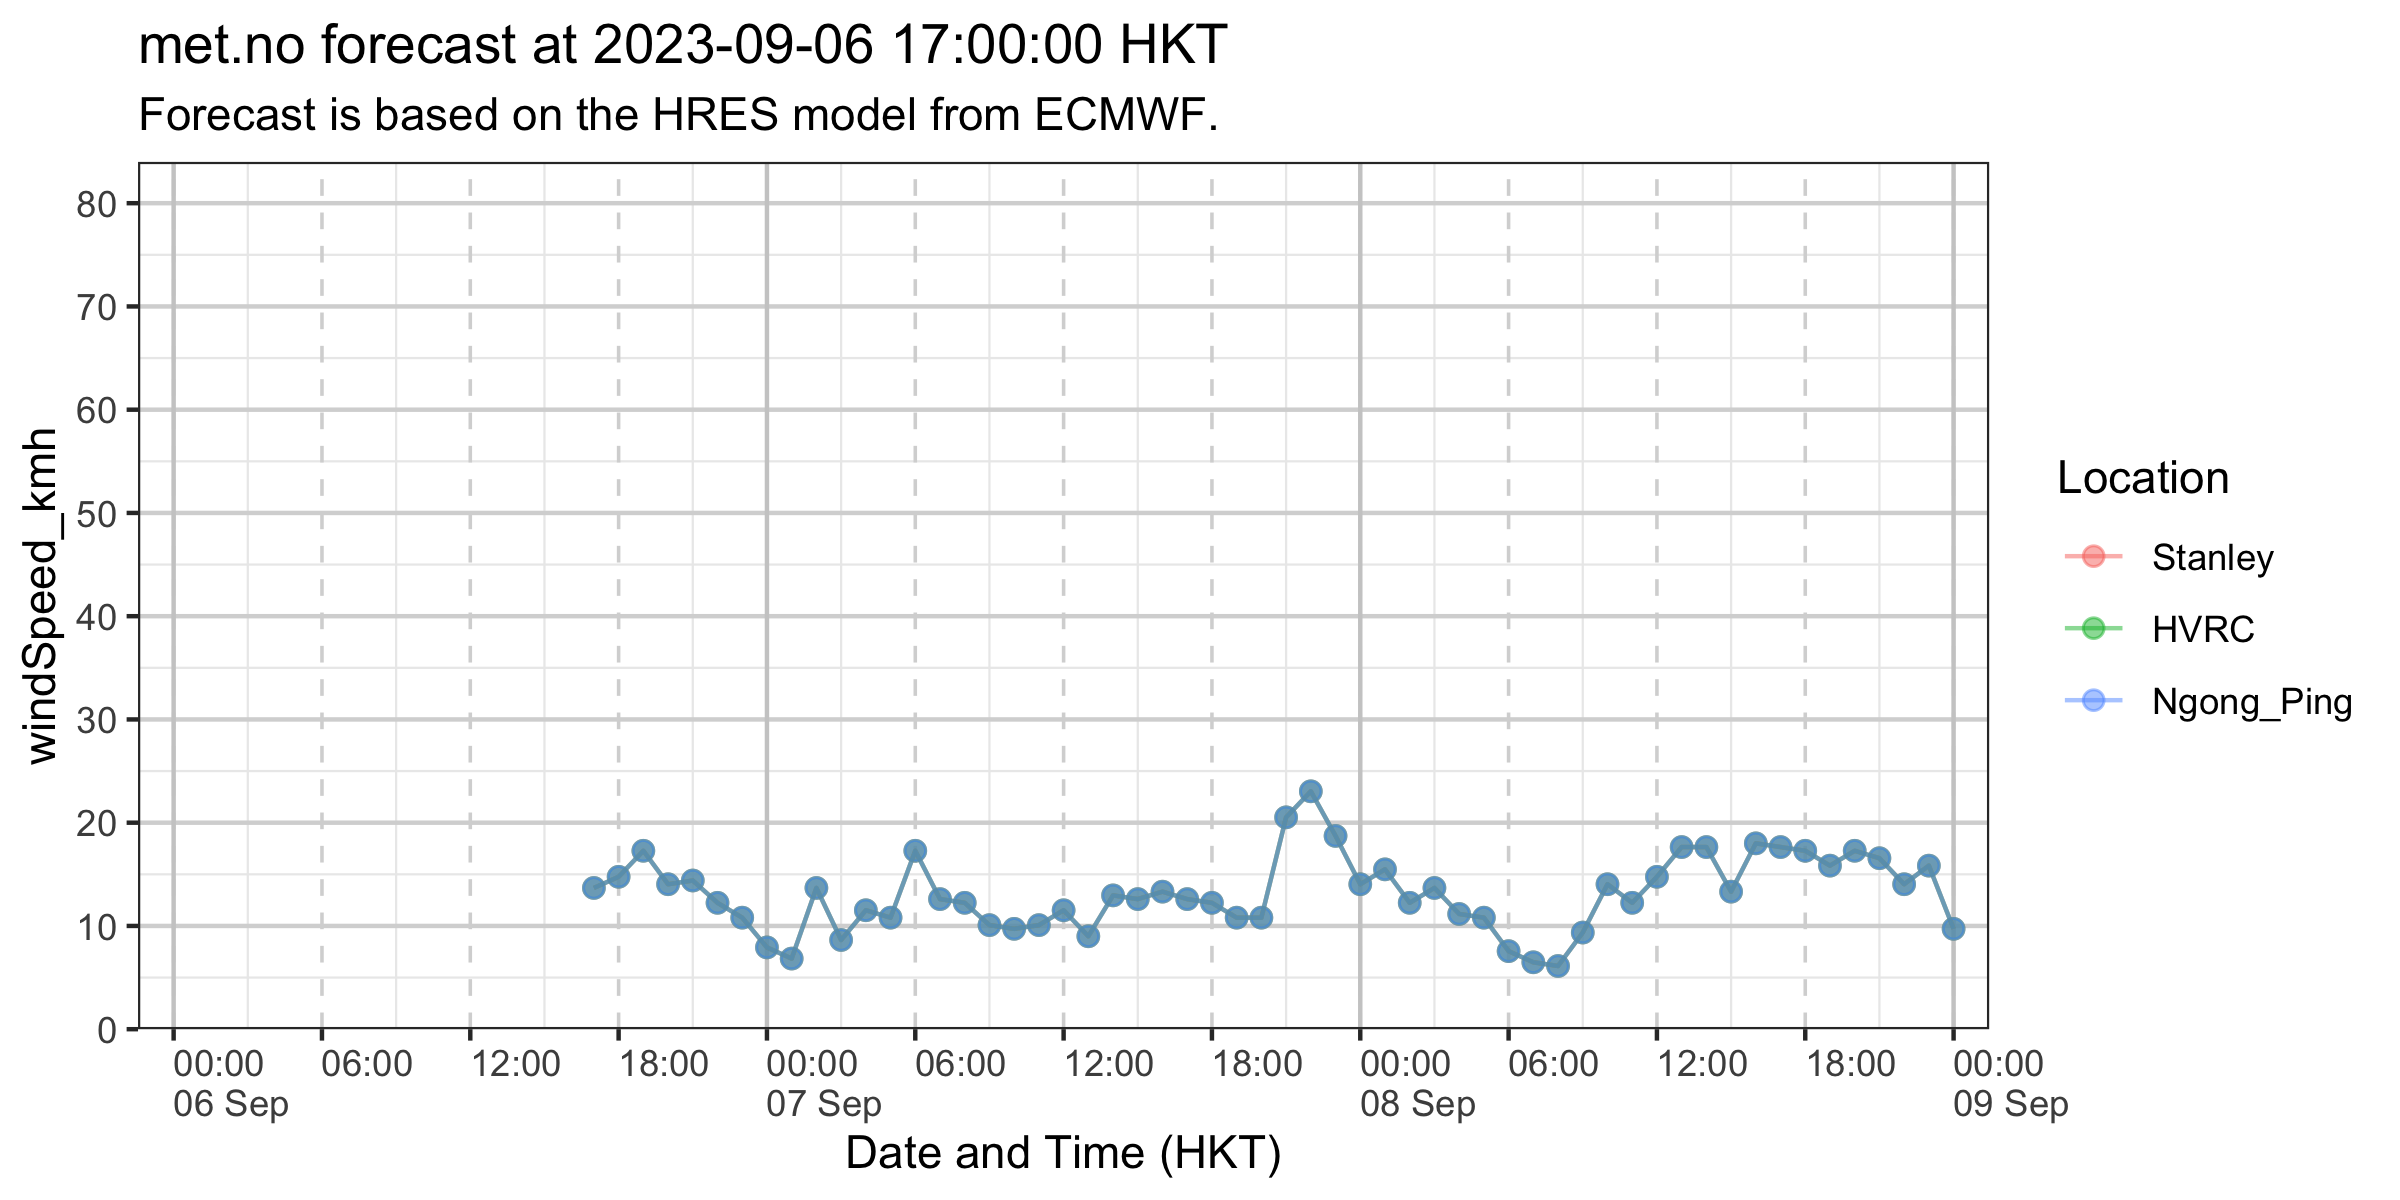 met.no forecast at 2023-09-06 17:00:00 HKT
Forecast is based on the HRES model from ECMWF.
windSpeed_kmh
80
70
60
50
40
30
20
10
0
00:00 06:00 12:00 18:00 00:00 06:00 12:00 18:00 00:00 06:00 12:00 18:00 00:00
06 Sep 07 Sep 08 Sep 09 Sep
Date and Time (HKT)
Location
Stanley
HVRC
Ngong_Ping